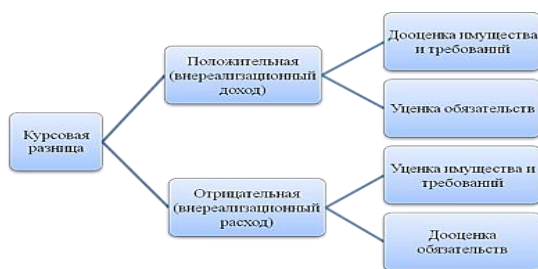 Курсовая
разница
Положительная
(внереализационный
доход)
Дооценка имущества
и требований
Уценка обязательств
Отрицательная
(внереализационный
расход)
Уценка имущества и
требований
Дооценка
обязательств